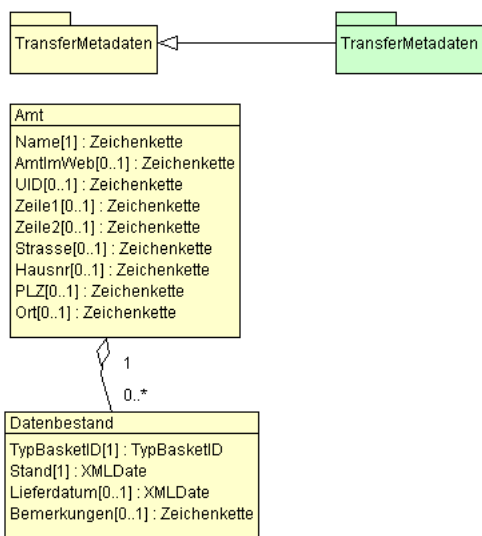 TransferMetadaten
TransferMetadaten
Amt
Name[1] : Zeichenkette
AmtImWeb[0..1] : Zeichenkette
UID[0..1] : Zeichenkette
Zeile1[0..1] : Zeichenkette
Zeile2[0..1] : Zeichenkette
Strasse[0..1] : Zeichenkette
Hausnr[0..1] : Zeichenkette
PLZ[0..1] : Zeichenkette
Ort[0..1] : Zeichenkette
1
0..*
Datenbestand
TypBasketID[1] : TypBasketID
Stand[1] : XMLDate
Lieferdatum[0..1] : XMLDate
Bemerkungen[0..1] : Zeichenkette